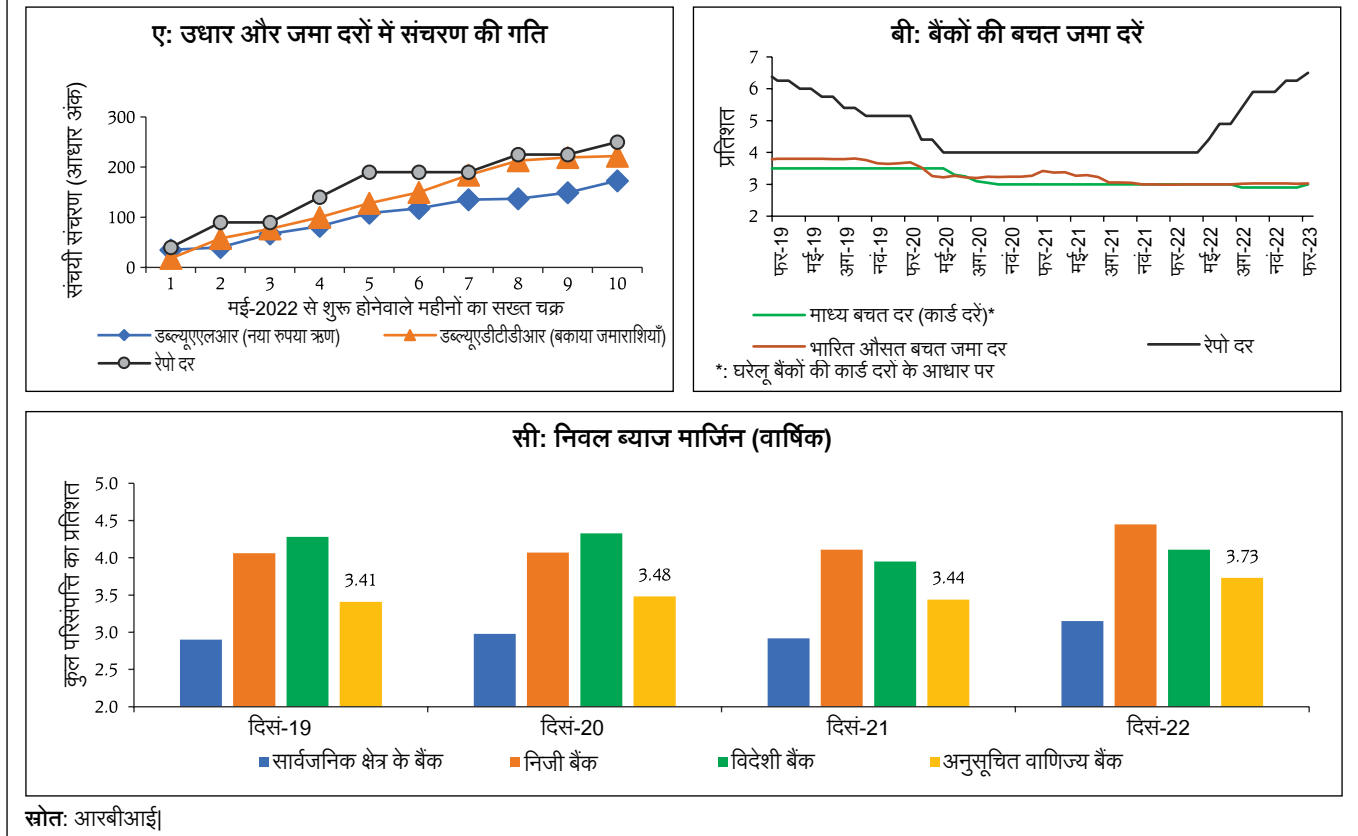 ए: उधार और जमा दरों में संचरण की गति
संचयी संचरण (आधार अंक)
300
200
100
0
1 2 3 4 5 6 7 8 9 10
मई-2022 से शुरू होनेवाले महीनों का सख्त चक्र
डब्ल्यूएएलआर (नया रुपया ऋण) डब्ल्यूएडीटीडीआर (बकाया जमाराशियाँ)
रेपो दर
बी: बैंकों की बचत जमा दरें
प्रतिशत
7
6
5
4
3
2
फर-19 मई-19 अग-19 नवं-19 फर-20 मई-20 अग-20 नवं-20 फर-21 मई-21 अग-21 नवं-21 फर-22 मई-22 अग-22 नवं-22 फर-23
माध्य बचत दर (कार्ड दरें)*
भारित औसत बचत जमा दर रेपो दर
*: घरेलू बैंकों की कार्ड दरों के आधार पर
सी: निवल ब्याज मार्जिन (वार्षिक)
कुल परिसंपत्ति का प्रतिशत
5.0
4.5
4.0
3.5
3.0
2.5
2.0
3.41 3.48 3.44 3.73
दिसं-19 दिसं-20 दिसं-21 दिसं-22
सार्वजनिक क्षेत्र के बैंक निजी बैंक विदेशी बैंक अनुसूचित वाणिज्य बैंक
स्रोत: आरबीआई|